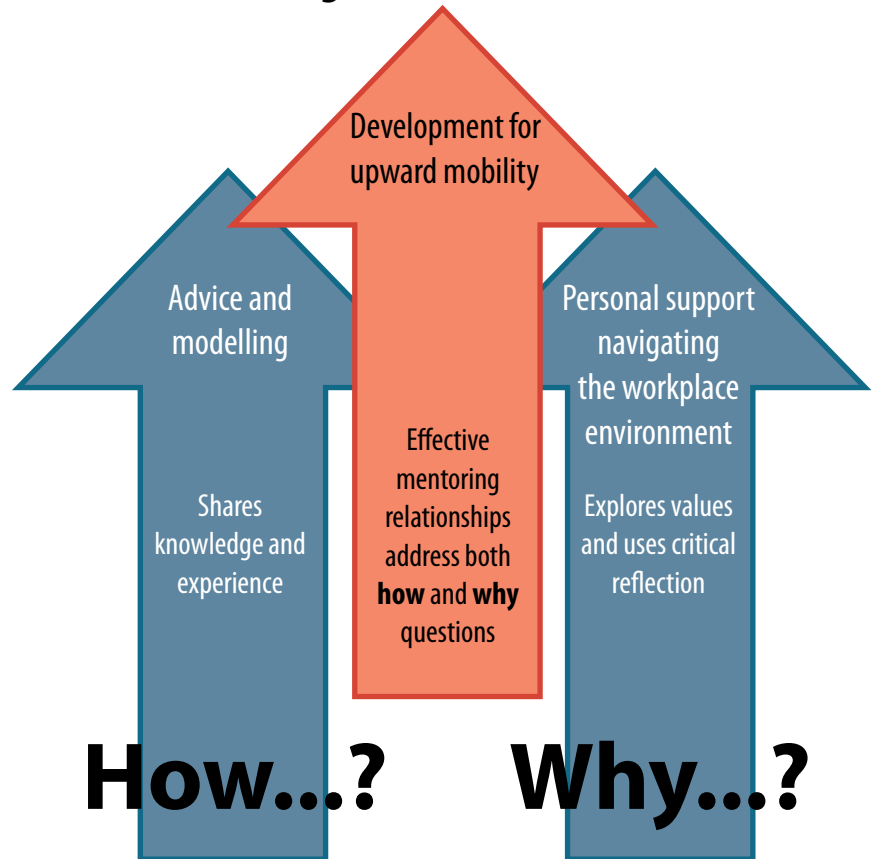 Development for
upward mobility
Advice and
modelling
Shares
knowledge and
experience
Effective
mentoring
relationships
address both
how and why
questions
Personal support
navigating
the workplace
environment
Explores values
and uses critical
reflection
How...?
Why...?